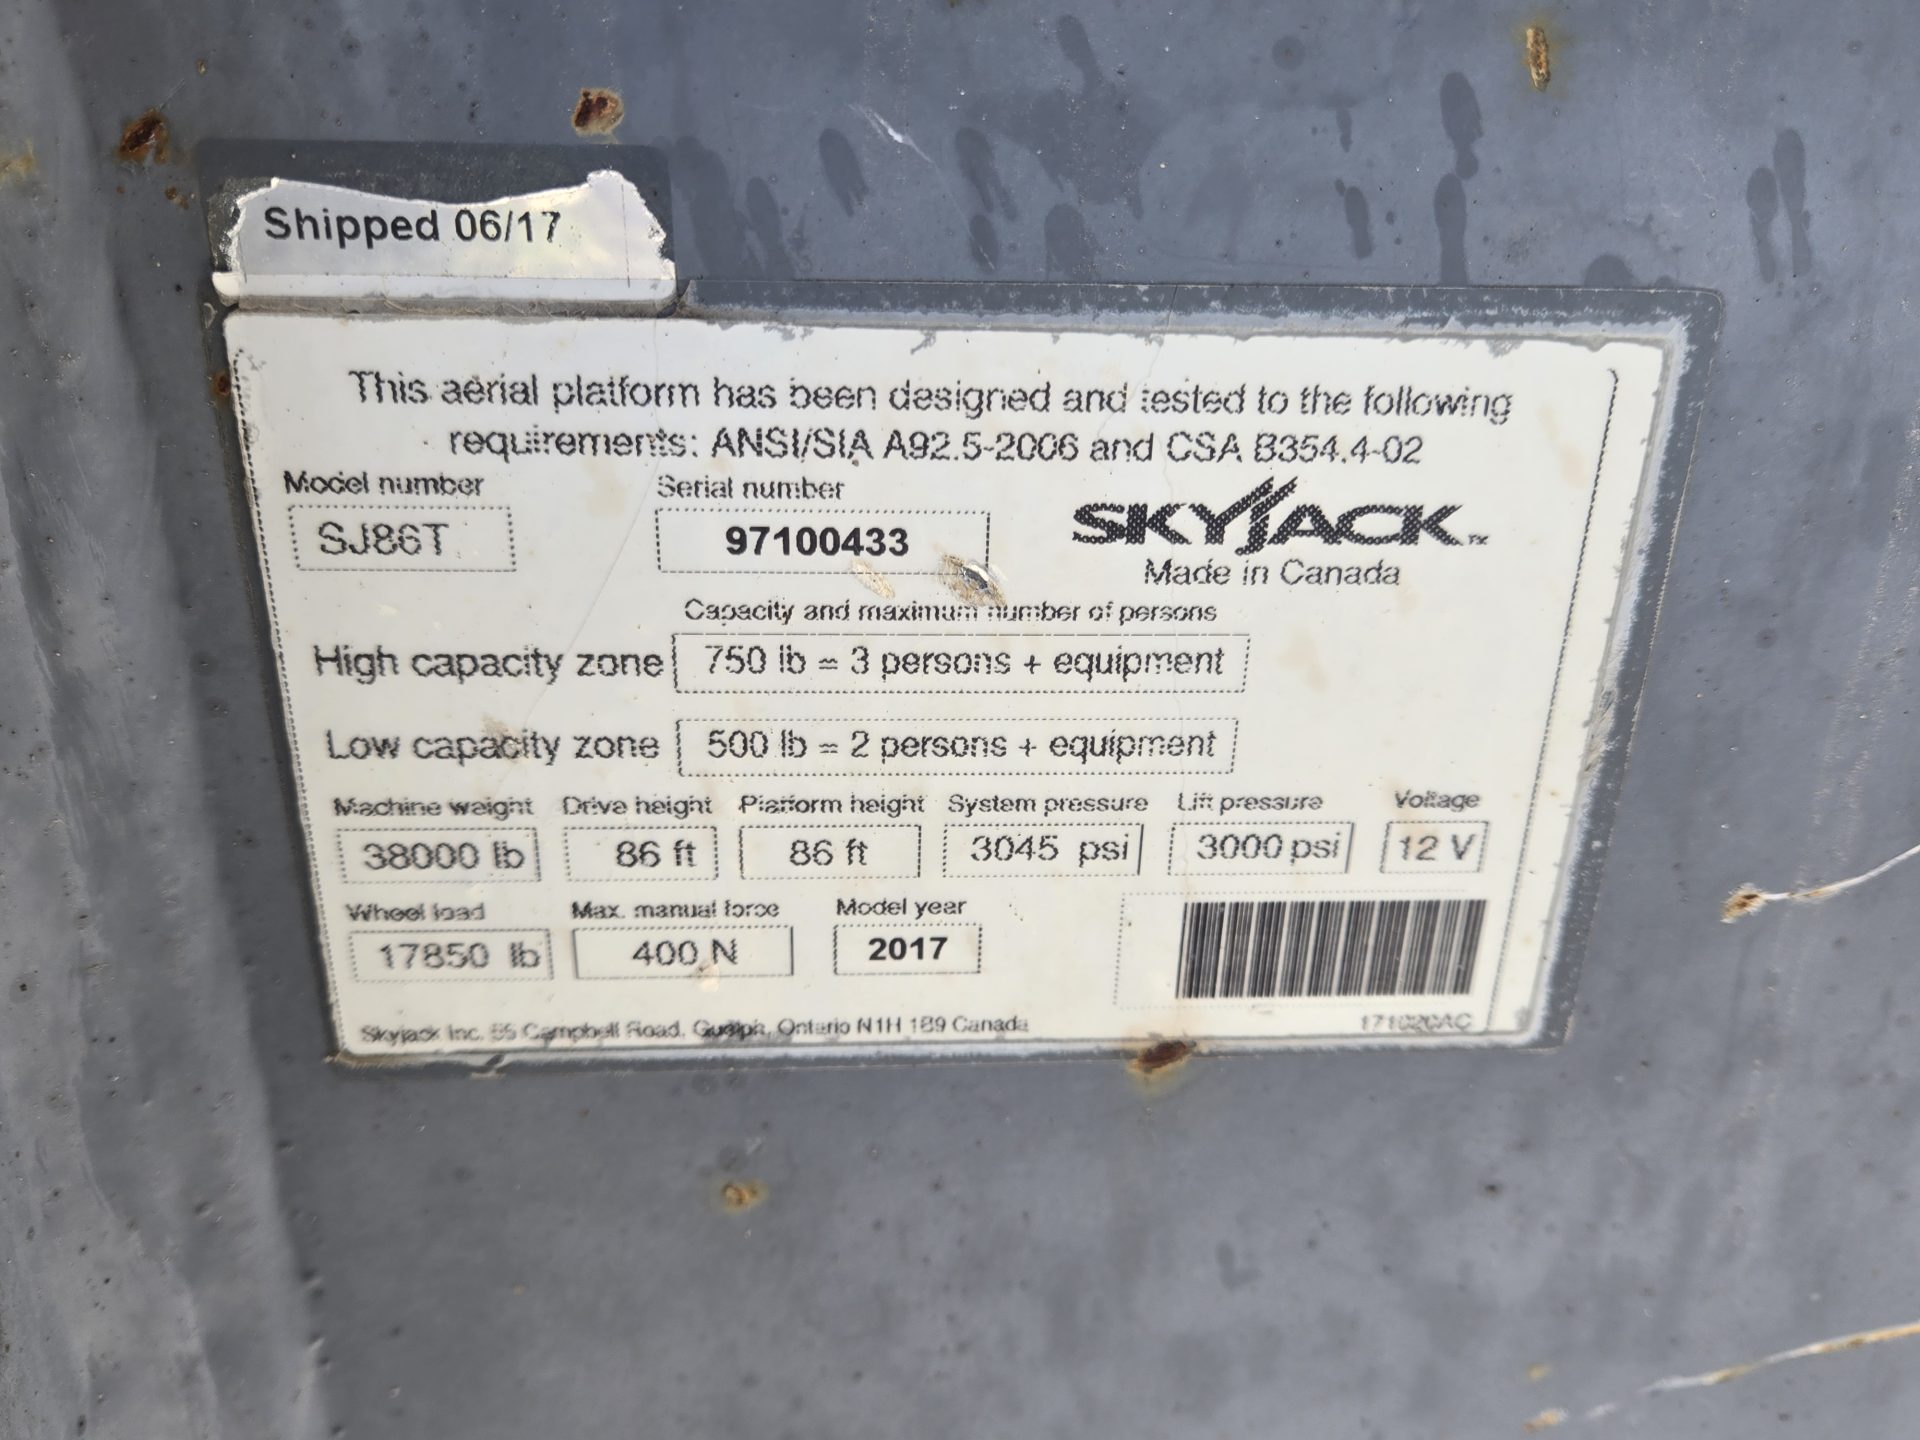 Shipped 06/17
This aerial platform has been designed and tested to the following
requirements: ANSI/SIA A92.5-2006 and CSA B354.4-02
Model number Serial number
SJ86T 97100433 SKYJACK™
Made in Canada
Capacity and maximum number of persons
High capacity zone 750 lb = 3 persons + equipment
Low capacity zone 500 lb = 2 persons + equipment
Machine weight Drive height Platform height System pressure Lift pressure Voltage
38000 lb 86 ft 86 ft 3045 psi 3000 psi 12 V
Wheel load Max. manual force Model year
17850 lb 400 N 2017
Skyjack Inc. 55 Campbell Road, Guelph, Ontario N1H 1B9 Canada